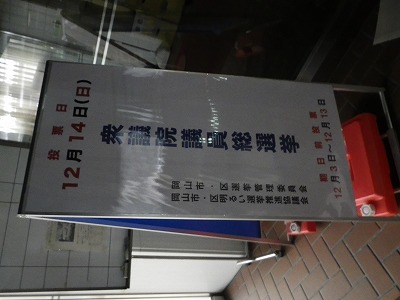 投票日
12月14日(日)
衆議院議員総選挙
期日前投票
12月3日〜12月13日
岡山市・区選挙管理委員会
岡山市・区明るい選挙推進協議会